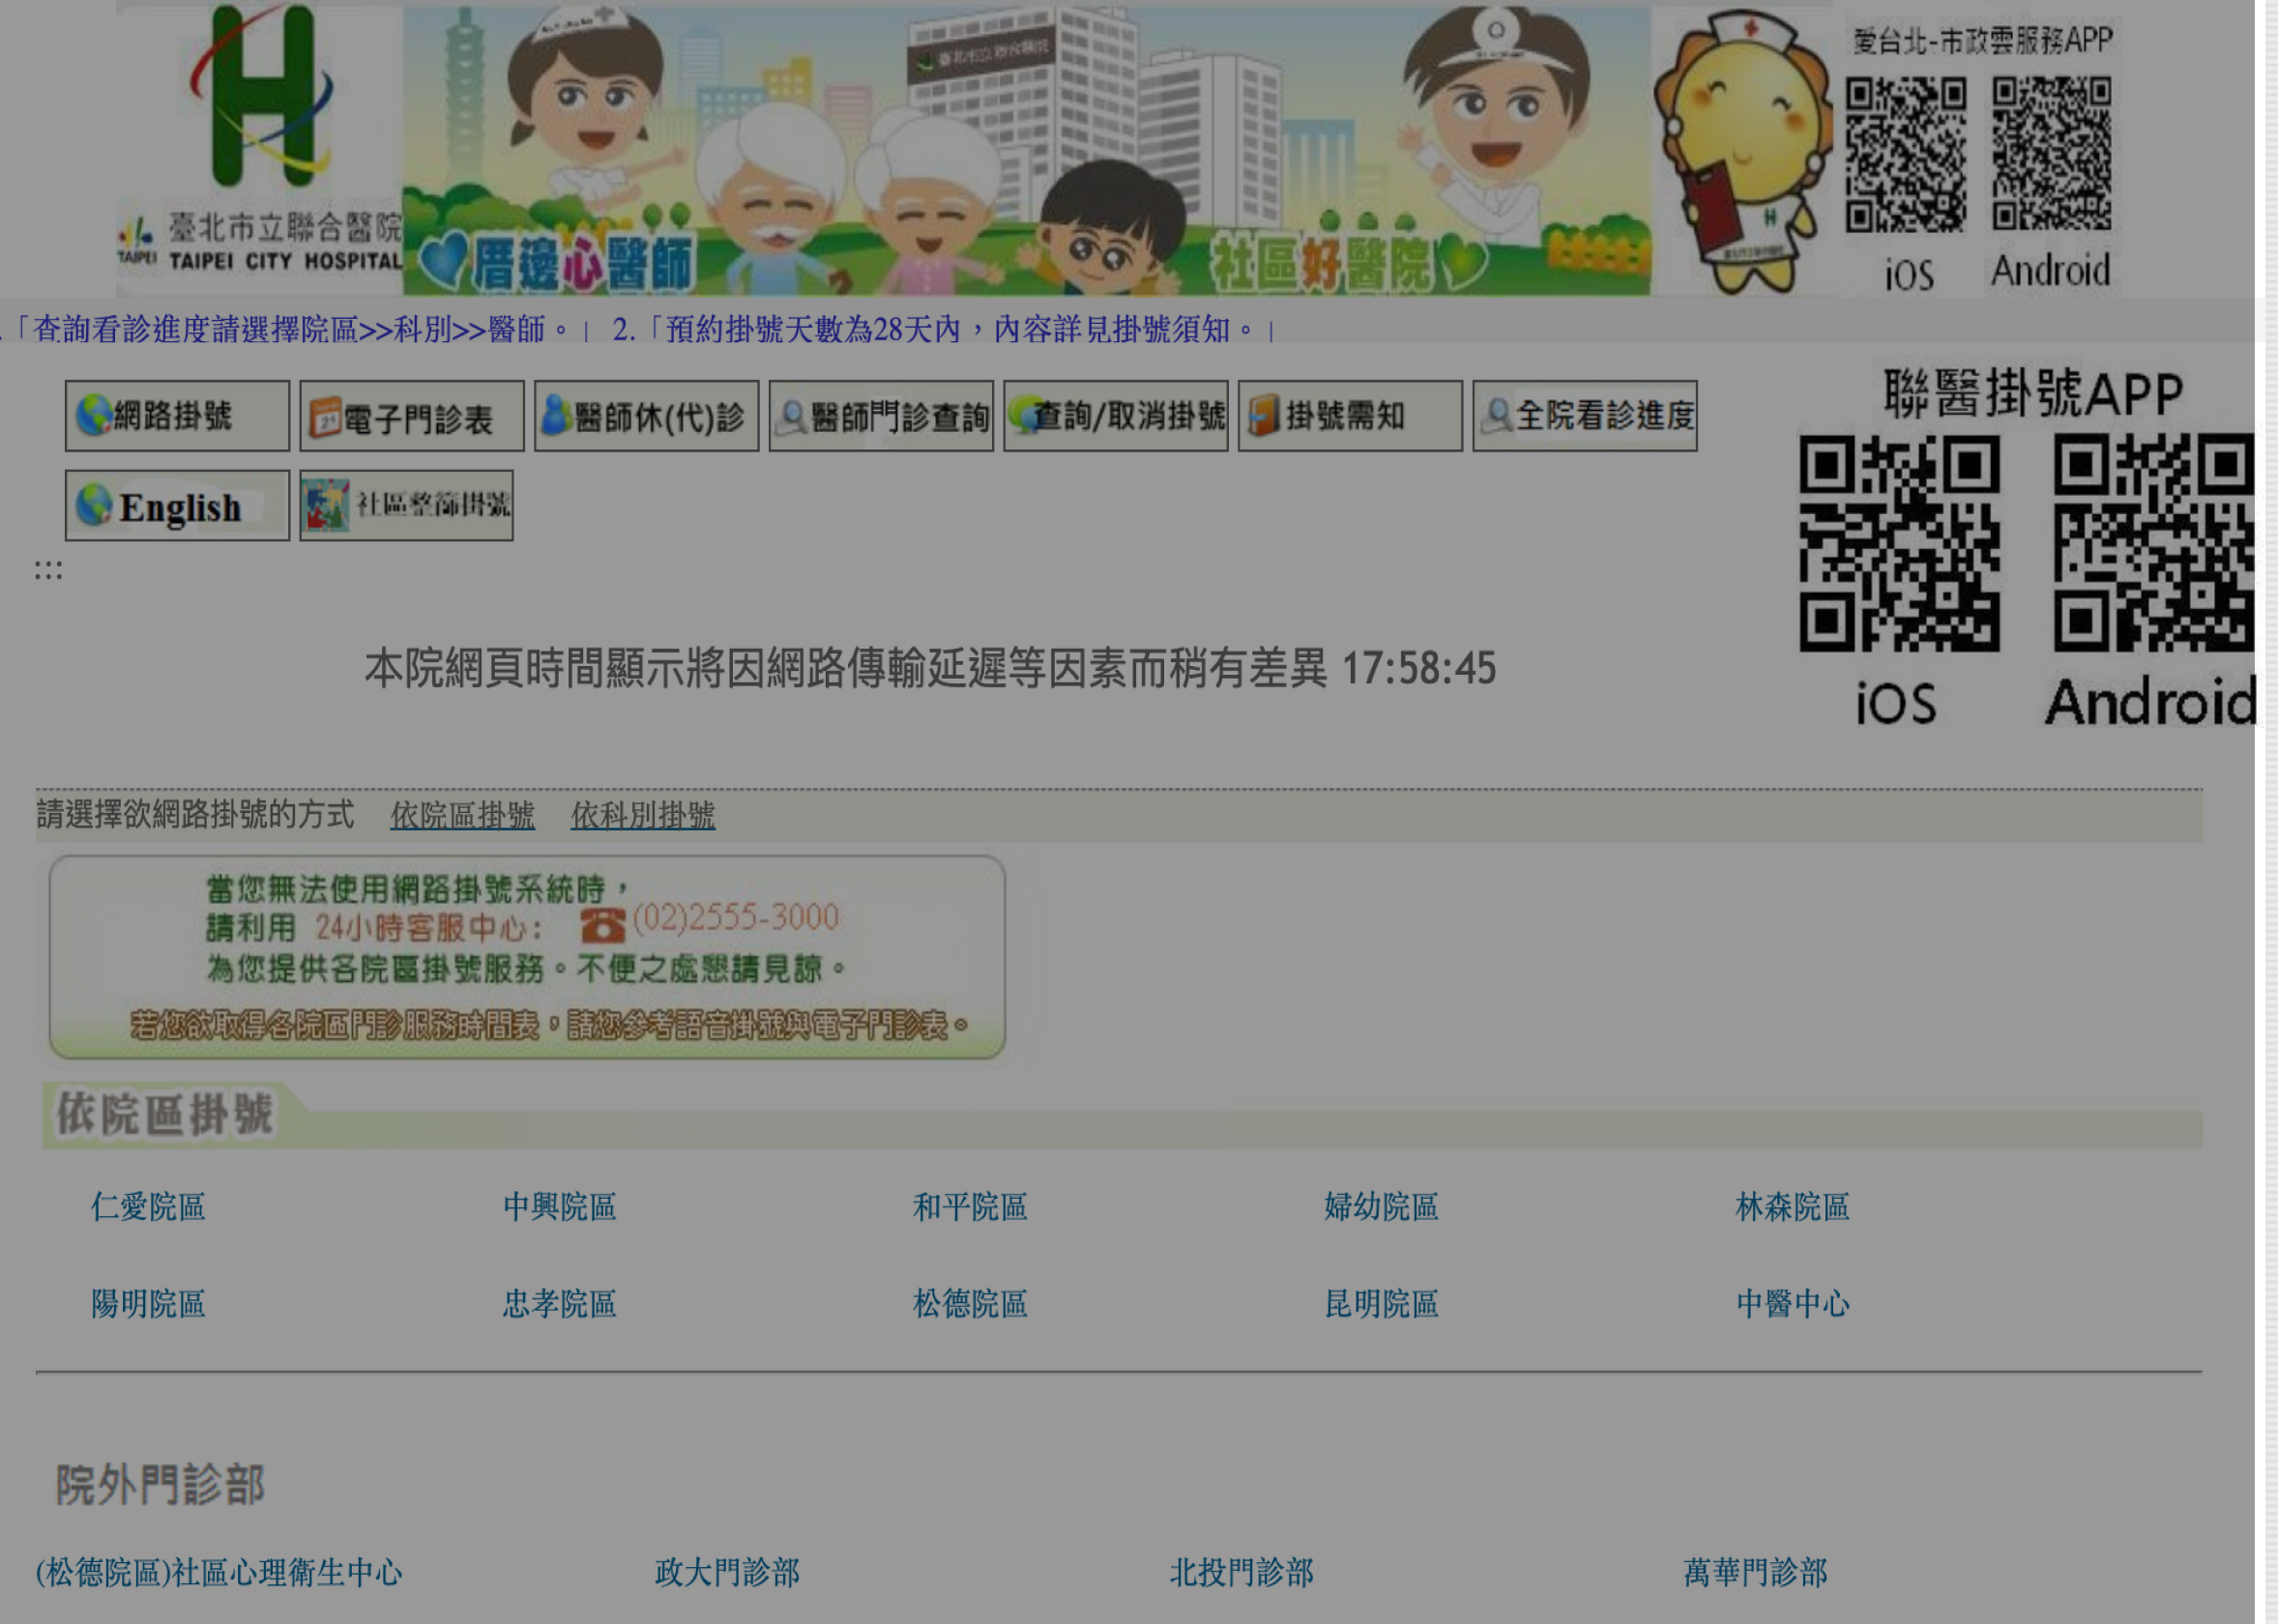 愛台北-市政雲服務APP
臺北市立聯合醫院
臺北市立聯合醫院
TAIPEI TAIPEI CITY HOSPITAL
厝邊心醫師
社區好醫院
iOS Android
「查詢看診進度請選擇院區>>科別>>醫師。」 2.「預約掛號天數為28天內，內容詳見掛號須知。」
網路掛號 電子門診表 醫師休(代)診 醫師門診查詢 查詢/取消掛號 掛號需知 全院看診進度
English 社區整篩掛號
聯醫掛號APP
iOS Android
:::
本院網頁時間顯示將因網路傳輸延遲等因素而稍有差異 17:58:45
請選擇欲網路掛號的方式 依院區掛號 依科別掛號
當您無法使用網路掛號系統時，
請利用 24小時客服中心: (02)2555-3000
為您提供各院區掛號服務。不便之處懇請見諒。
若您欲取得各院區門診服務時間表，請您參考語音掛號與電子門診表。
依院區掛號
仁愛院區 中興院區 和平院區 婦幼院區 林森院區
陽明院區 忠孝院區 松德院區 昆明院區 中醫中心
院外門診部
(松德院區)社區心理衛生中心 政大門診部 北投門診部 萬華門診部